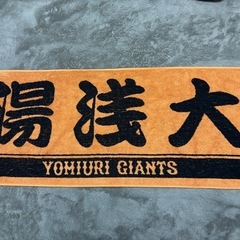 湯浅大
YOMIURI GIANTS